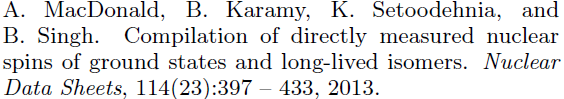 A. MacDonald, B. Karamy, K. Setoodehnia, and
B. Singh. Compilation of directly measured nuclear
spins of ground states and long-lived isomers. Nuclear
Data Sheets, 114(23):397 – 433, 2013.